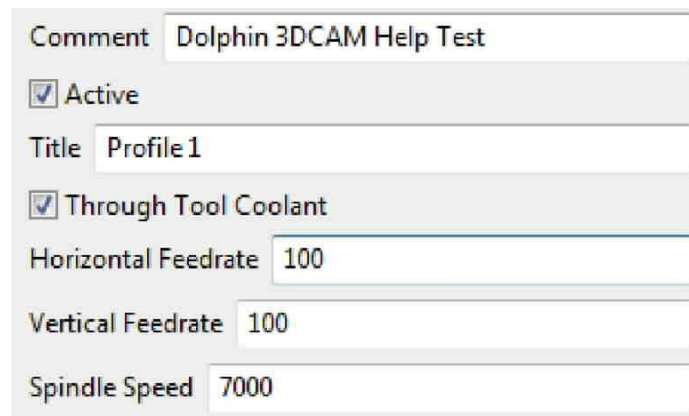 Comment Dolphin 3DCAM Help Test
Active
Title Profile 1
Through Tool Coolant
Horizontal Feedrate 100
Vertical Feedrate 100
Spindle Speed 7000